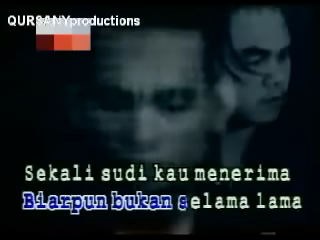 QURSANYproductions
Sekali sudi kau menerima
Biarpun bukan selama lama